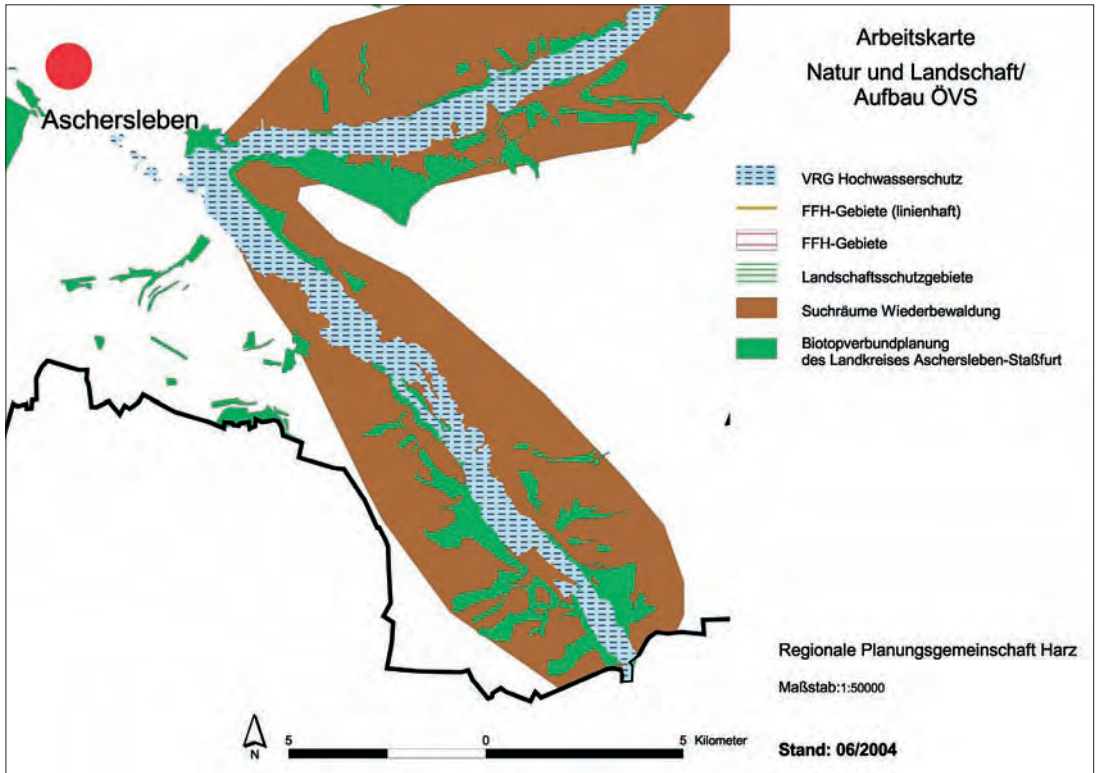 Arbeitskarte
Natur und Landschaft/
Aufbau ÖVS
Aschersleben
VRG Hochwasserschutz
FFH-Gebiete (linienhaft)
FFH-Gebiete
Landschaftsschutzgebiete
Suchräume Wiederbewaldung
Biotopverbundplanung
des Landkreises Aschersleben-Staßfurt
Regionale Planungsgemeinschaft Harz
Maßstab:1:50000
N
5 0 5 Kilometer
Stand: 06/2004